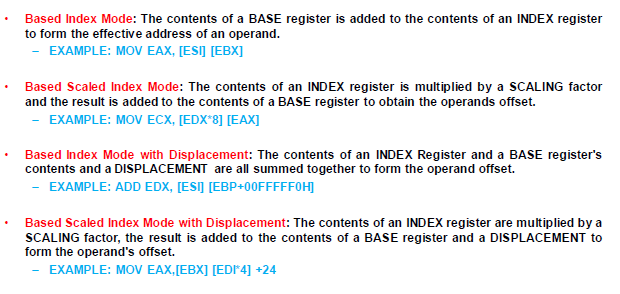 • Based Index Mode: The contents of a BASE register is added to the contents of an INDEX register
to form the effective address of an operand.
– EXAMPLE: MOV EAX, [ESI] [EBX]
• Based Scaled Index Mode: The contents of an INDEX register is multiplied by a SCALING factor
and the result is added to the contents of a BASE register to obtain the operands offset.
– EXAMPLE: MOV ECX, [EDX*8] [EAX]
• Based Index Mode with Displacement: The contents of an INDEX Register and a BASE register's
contents and a DISPLACEMENT are all summed together to form the operand offset.
– EXAMPLE: ADD EDX, [ESI] [EBP+00FFFFF0H]
• Based Scaled Index Mode with Displacement: The contents of an INDEX register are multiplied by a
SCALING factor, the result is added to the contents of a BASE register and a DISPLACEMENT to
form the operand's offset.
– EXAMPLE: MOV EAX,[EBX] [EDI*4] +24